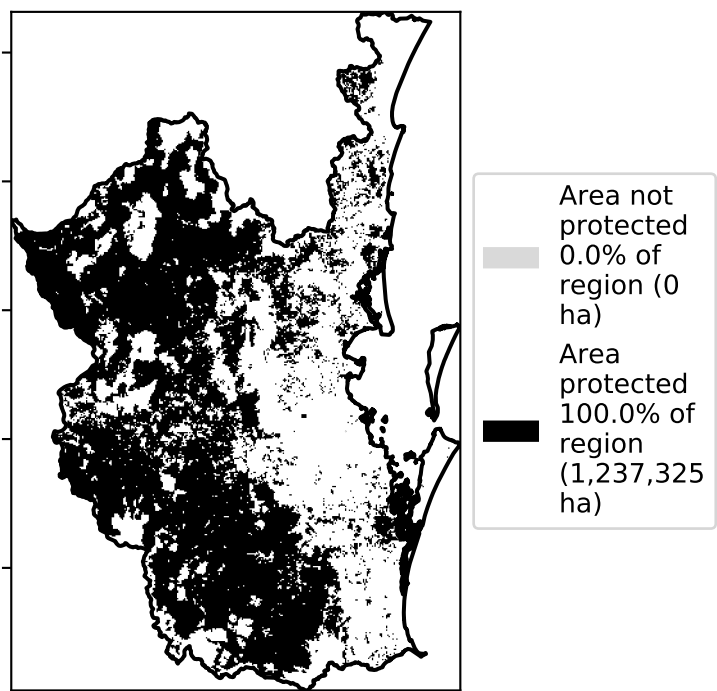 Area not
protected
0.0% of
region (0
ha)
Area
protected
100.0% of
region
(1,237,325
ha)